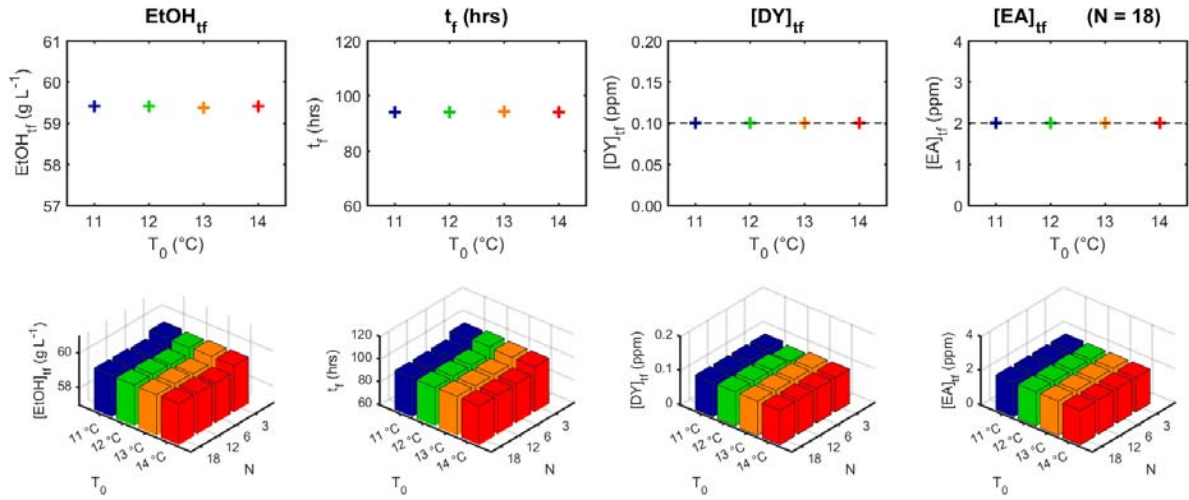 EtOH_tf
t_f (hrs)
[DY]_tf
[EA]_tf (N = 18)
EtOH_tf (g L⁻¹)
61
60
59
58
57
11 12 13 14
T_0 (°C)
t_f (hrs)
120
100
80
60
11 12 13 14
T_0 (°C)
[DY]_tf (ppm)
0.20
0.15
0.10
0.05
0.00
11 12 13 14
T_0 (°C)
[EA]_tf (ppm)
4
3
2
1
0
11 12 13 14
T_0 (°C)
[EtOH]_tf (g L⁻¹)
60
58
11 °C
12 °C
13 °C
14 °C
T_0
18 12 6 3
N
t_f (hrs)
120
100
80
60
11 °C
12 °C
13 °C
14 °C
T_0
18 12 6 3
N
[DY]_tf (ppm)
0.2
0.1
0
11 °C
12 °C
13 °C
14 °C
T_0
18 12 6 3
N
[EA]_tf (ppm)
4
2
0
11 °C
12 °C
13 °C
14 °C
T_0
18 12 6 3
N